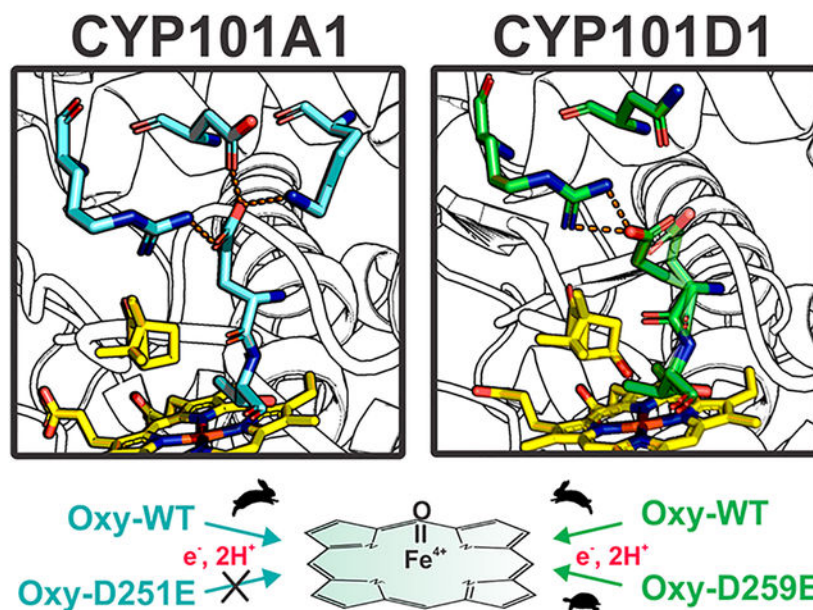 CYP101A1 CYP101D1
Oxy-WT O Oxy-WT
e⁻, 2H⁺ Fe⁴⁺ e⁻, 2H⁺
N N
N N
Oxy-D251E Oxy-D259E